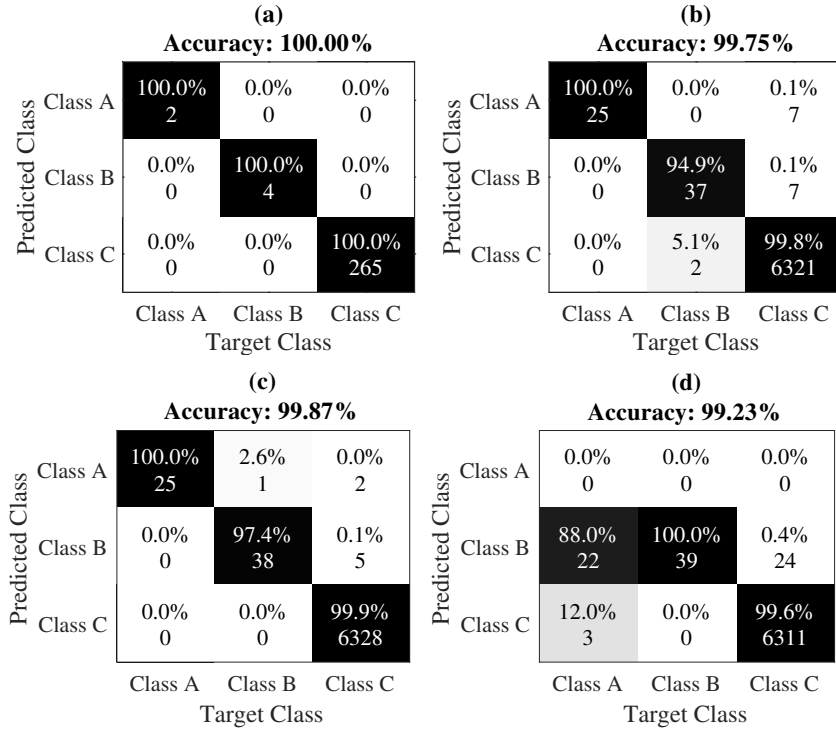 (a)
Accuracy: 100.00%
Predicted Class
Class A
100.0% 0.0% 0.0%
2 0 0
Class B
0.0% 100.0% 0.0%
0 4 0
Class C
0.0% 0.0% 100.0%
0 0 265
Class A Class B Class C
Target Class
(b)
Accuracy: 99.75%
Predicted Class
Class A
100.0% 0.0% 0.1%
25 0 7
Class B
0.0% 94.9% 0.1%
0 37 7
Class C
0.0% 5.1% 99.8%
0 2 6321
Class A Class B Class C
Target Class
(c)
Accuracy: 99.87%
Predicted Class
Class A
100.0% 2.6% 0.0%
25 1 2
Class B
0.0% 97.4% 0.1%
0 38 5
Class C
0.0% 0.0% 99.9%
0 0 6328
Class A Class B Class C
Target Class
(d)
Accuracy: 99.23%
Predicted Class
Class A
0.0% 0.0% 0.0%
0 0 0
Class B
88.0% 100.0% 0.4%
22 39 24
Class C
12.0% 0.0% 99.6%
3 0 6311
Class A Class B Class C
Target Class